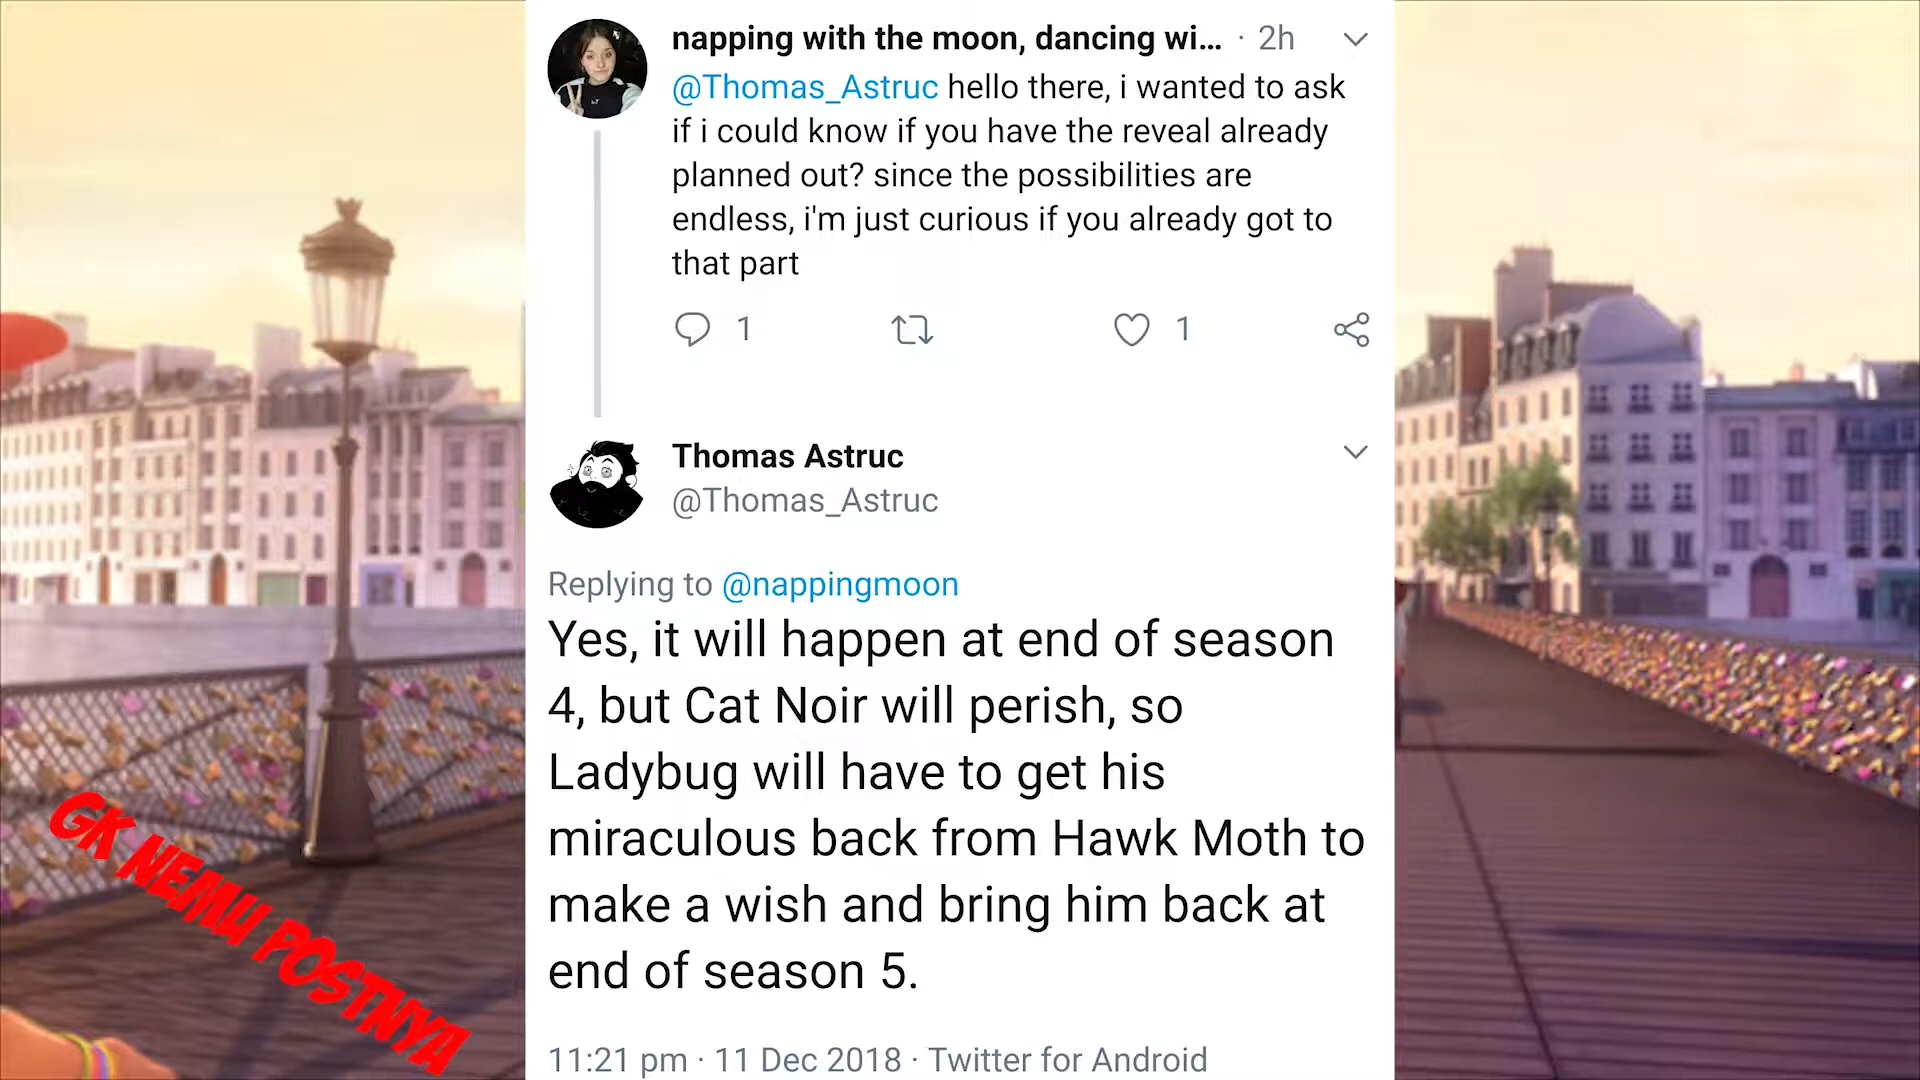 napping with the moon, dancing wi... · 2h
@Thomas_Astruc hello there, i wanted to ask
if i could know if you have the reveal already
planned out? since the possibilities are
endless, i'm just curious if you already got to
that part
1 1
Thomas Astruc
@Thomas_Astruc
Replying to @nappingmoon
Yes, it will happen at end of season
4, but Cat Noir will perish, so
Ladybug will have to get his
miraculous back from Hawk Moth to
make a wish and bring him back at
end of season 5.
11:21 pm · 11 Dec 2018 · Twitter for Android
GK NEMU POSTNYA